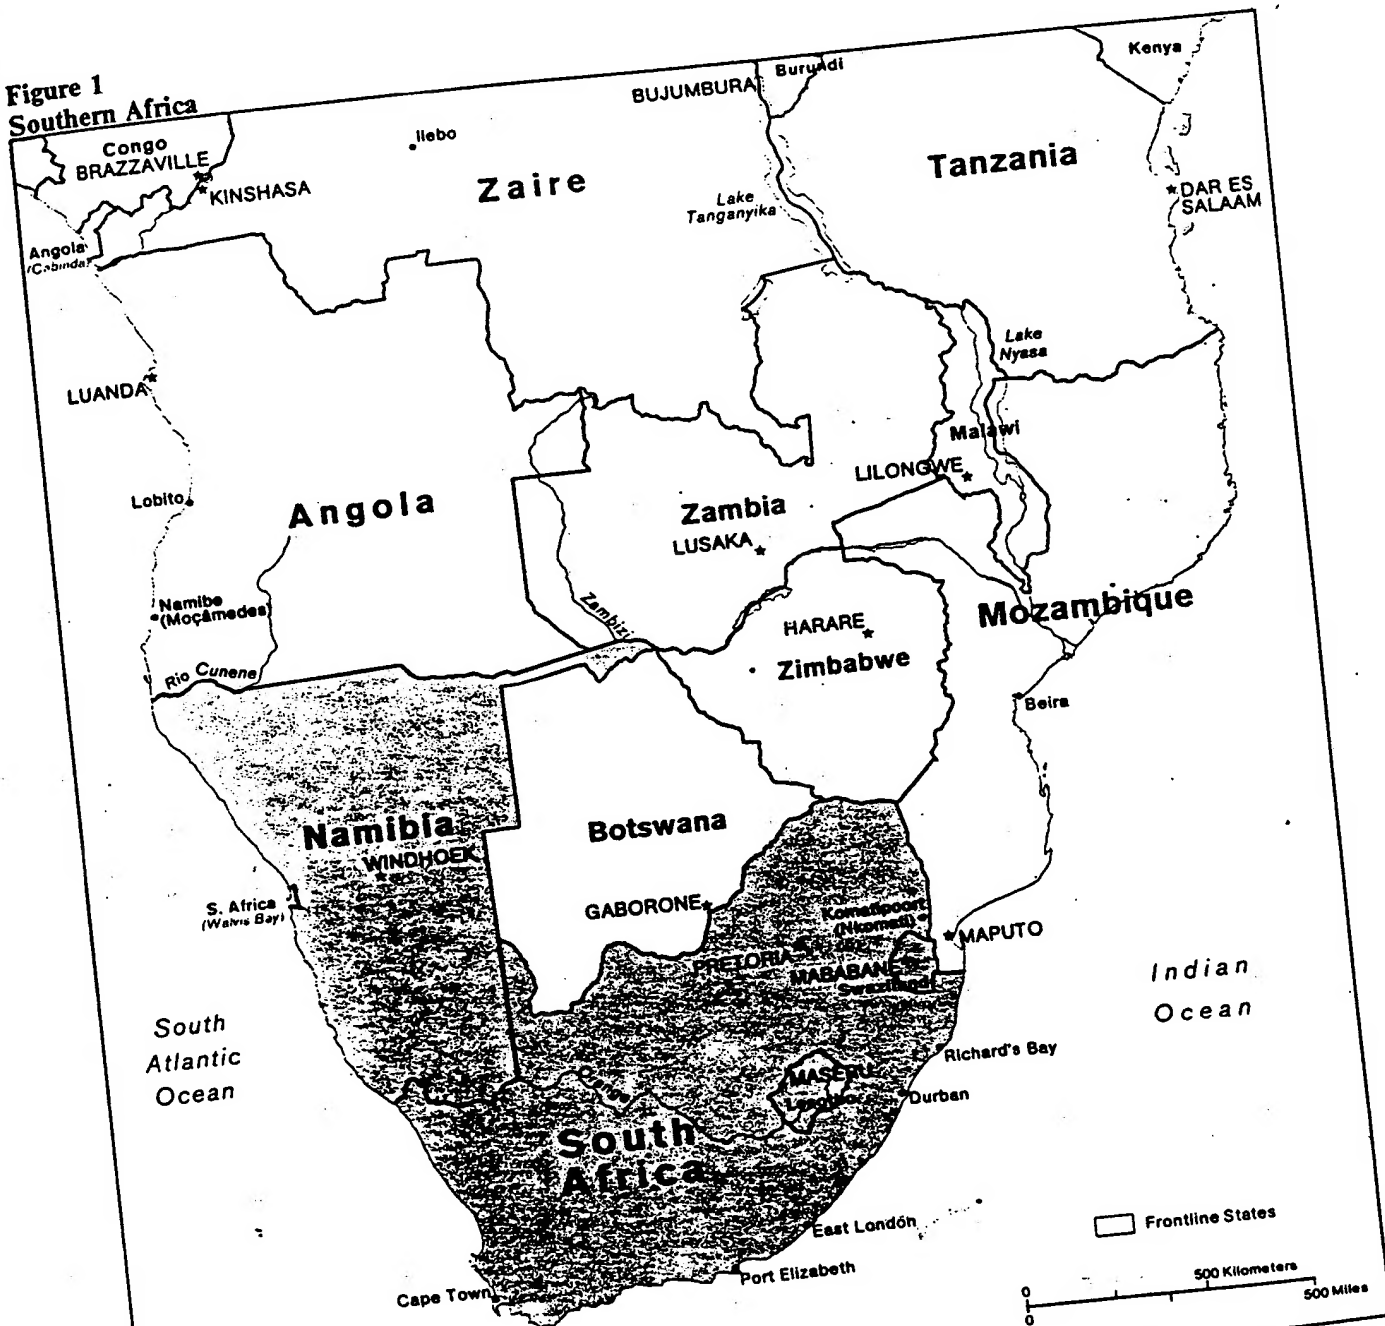 Figure 1
Southern Africa
Congo
BRAZZAVILLE
KINSHASA
Ilebo
Zaire
BUJUMBURA
Burundi
Kenya
Tanzania
Lake
Tanganyika
DAR ES
SALAAM
Angola
(Cabinda)
Lake
Nyasa
LUANDA
Malawi
LILONGWE
Lobito
Angola
Zambia
LUSAKA
Namibe
(Moçâmedes)
Zambizi
Mozambique
HARARE
Zimbabwe
Rio Cunene
Beira
Namibia
WINDHOEK
Botswana
S. Africa
(Walvis Bay)
GABORONE
Komatipoort
(Nkomati)
MAPUTO
PRETORIA
MABABANE
Swaziland
Indian
Ocean
South
Atlantic
Ocean
Richard's Bay
MASERU
Lesotho
Orange
Durban
South
Africa
East London
Frontline States
Port Elizabeth
Cape Town
0
500 Kilometers
0
500 Miles